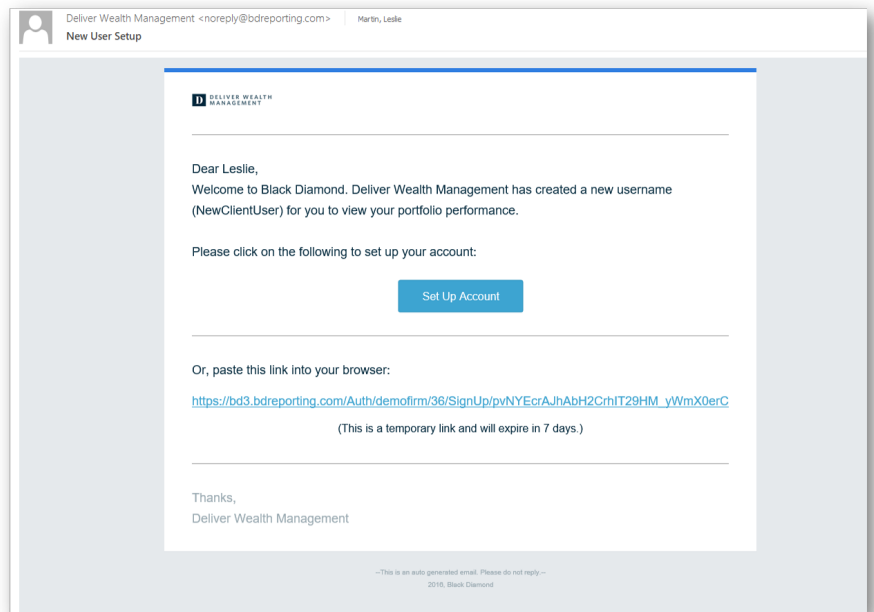 Deliver Wealth Management <noreply@bdreporting.com> Martin, Leslie
New User Setup
D DELIVER WEALTH
MANAGEMENT
Dear Leslie,
Welcome to Black Diamond. Deliver Wealth Management has created a new username
(NewClientUser) for you to view your portfolio performance.
Please click on the following to set up your account:
Set Up Account
Or, paste this link into your browser:
https://bd3.bdreporting.com/Auth/demofirm/36/SignUp/pvNYEcrAJhAbH2CrhIT29HM_yWmX0erC
(This is a temporary link and will expire in 7 days.)
Thanks,
Deliver Wealth Management
--This is an auto generated email. Please do not reply.--
2016, Black Diamond